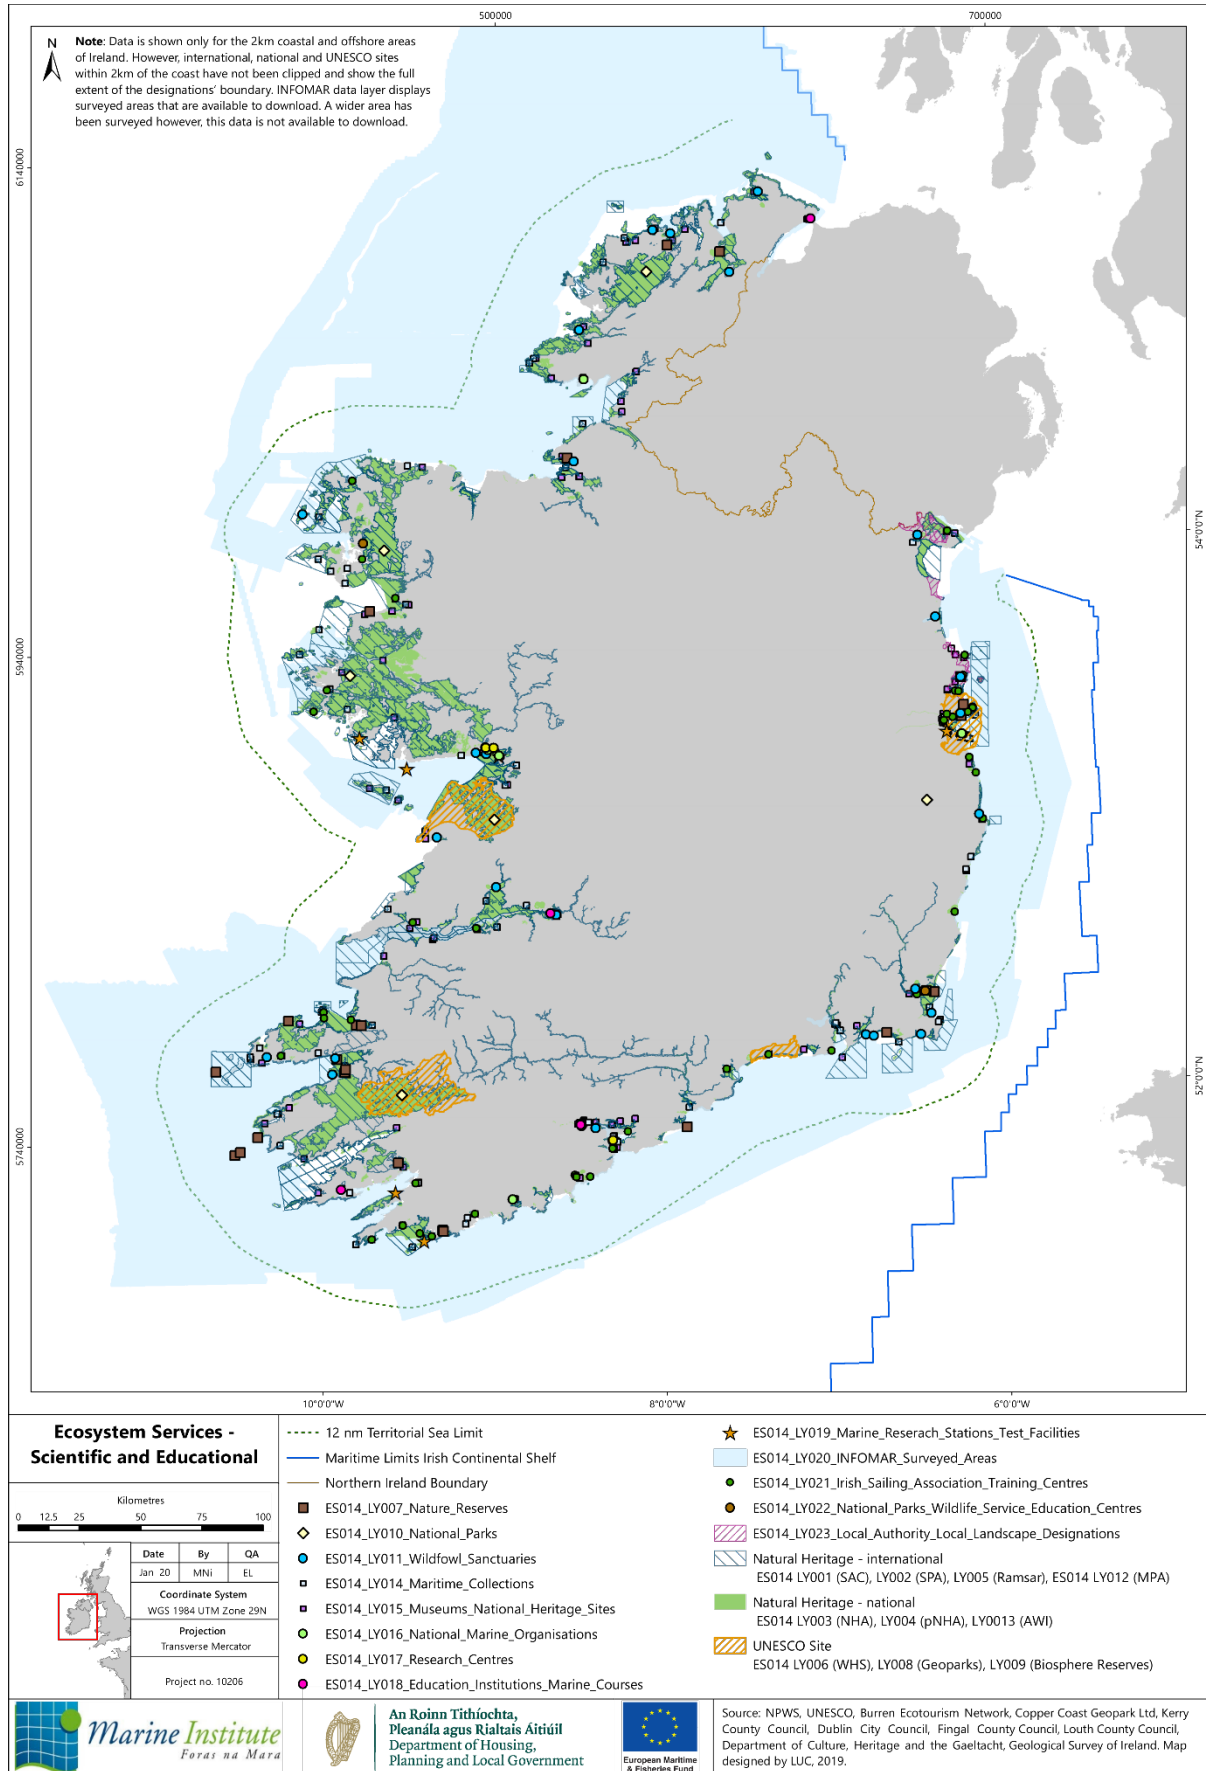 500000
700000
N
Note: Data is shown only for the 2km coastal and offshore areas
of Ireland. However, international, national and UNESCO sites
within 2km of the coast have not been clipped and show the full
extent of the designations' boundary. INFOMAR data layer displays
surveyed areas that are available to download. A wider area has
been surveyed however, this data is not available to download.
6140000
5940000
5740000
54°0'0"N
52°0'0"N
10°0'0"W
8°0'0"W
6°0'0"W
Ecosystem Services -
Scientific and Educational
Kilometres
0 12.5 25 50 75 100
Date By QA
Jan 20 MNi EL
Coordinate System
WGS 1984 UTM Zone 29N
Projection
Transverse Mercator
Project no. 10206
12 nm Territorial Sea Limit
Maritime Limits Irish Continental Shelf
Northern Ireland Boundary
ES014_LY007_Nature_Reserves
ES014_LY010_National_Parks
ES014_LY011_Wildfowl_Sanctuaries
ES014_LY014_Maritime_Collections
ES014_LY015_Museums_National_Heritage_Sites
ES014_LY016_National_Marine_Organisations
ES014_LY017_Research_Centres
ES014_LY018_Education_Institutions_Marine_Courses
ES014_LY019_Marine_Reserach_Stations_Test_Facilities
ES014_LY020_INFOMAR_Surveyed_Areas
ES014_LY021_Irish_Sailing_Association_Training_Centres
ES014_LY022_National_Parks_Wildlife_Service_Education_Centres
ES014_LY023_Local_Authority_Local_Landscape_Designations
Natural Heritage - international
ES014 LY001 (SAC), LY002 (SPA), LY005 (Ramsar), ES014 LY012 (MPA)
Natural Heritage - national
ES014 LY003 (NHA), LY004 (pNHA), LY0013 (AWI)
UNESCO Site
ES014 LY006 (WHS), LY008 (Geoparks), LY009 (Biosphere Reserves)
Marine Institute
Foras na Mara
An Roinn Tithíochta,
Pleanála agus Rialtais Áitiúil
Department of Housing,
Planning and Local Government
European Maritime
& Fisheries Fund
Source: NPWS, UNESCO, Burren Ecotourism Network, Copper Coast Geopark Ltd, Kerry
County Council, Dublin City Council, Fingal County Council, Louth County Council,
Department of Culture, Heritage and the Gaeltacht, Geological Survey of Ireland. Map
designed by LUC, 2019.